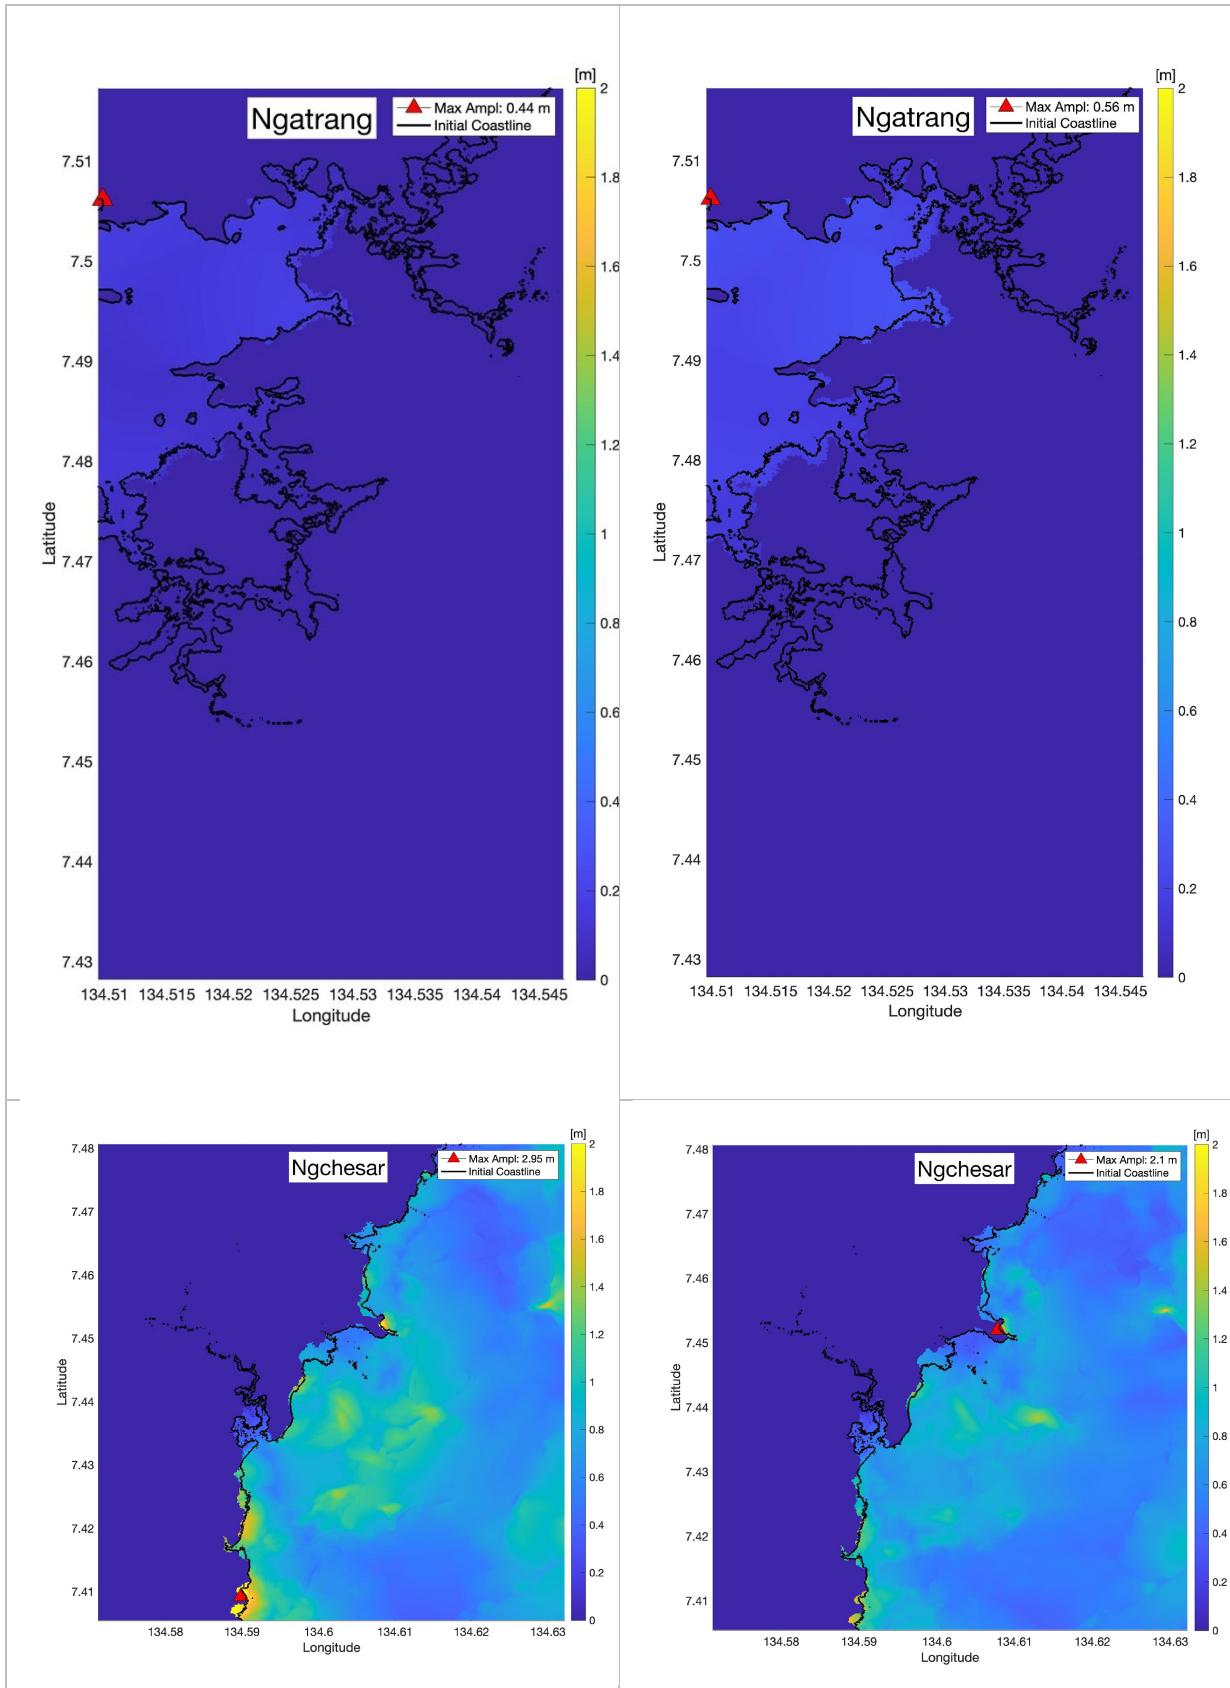 [m]
Ngatrang
Max Ampl: 0.44 m
Initial Coastline
2
1.8
1.6
1.4
1.2
1
0.8
0.6
0.4
0.2
0
7.51
7.5
7.49
7.48
7.47
7.46
7.45
7.44
7.43
Latitude
134.51 134.515 134.52 134.525 134.53 134.535 134.54 134.545
Longitude
[m]
Ngatrang
Max Ampl: 0.56 m
Initial Coastline
2
1.8
1.6
1.4
1.2
1
0.8
0.6
0.4
0.2
0
7.51
7.5
7.49
7.48
7.47
7.46
7.45
7.44
7.43
Latitude
134.51 134.515 134.52 134.525 134.53 134.535 134.54 134.545
Longitude
[m]
Ngchesar
Max Ampl: 2.95 m
Initial Coastline
2
1.8
1.6
1.4
1.2
1
0.8
0.6
0.4
0.2
0
7.48
7.47
7.46
7.45
7.44
7.43
7.42
7.41
Latitude
134.58 134.59 134.6 134.61 134.62 134.63
Longitude
[m]
Ngchesar
Max Ampl: 2.1 m
Initial Coastline
2
1.8
1.6
1.4
1.2
1
0.8
0.6
0.4
0.2
0
7.48
7.47
7.46
7.45
7.44
7.43
7.42
7.41
Latitude
134.58 134.59 134.6 134.61 134.62 134.63
Longitude